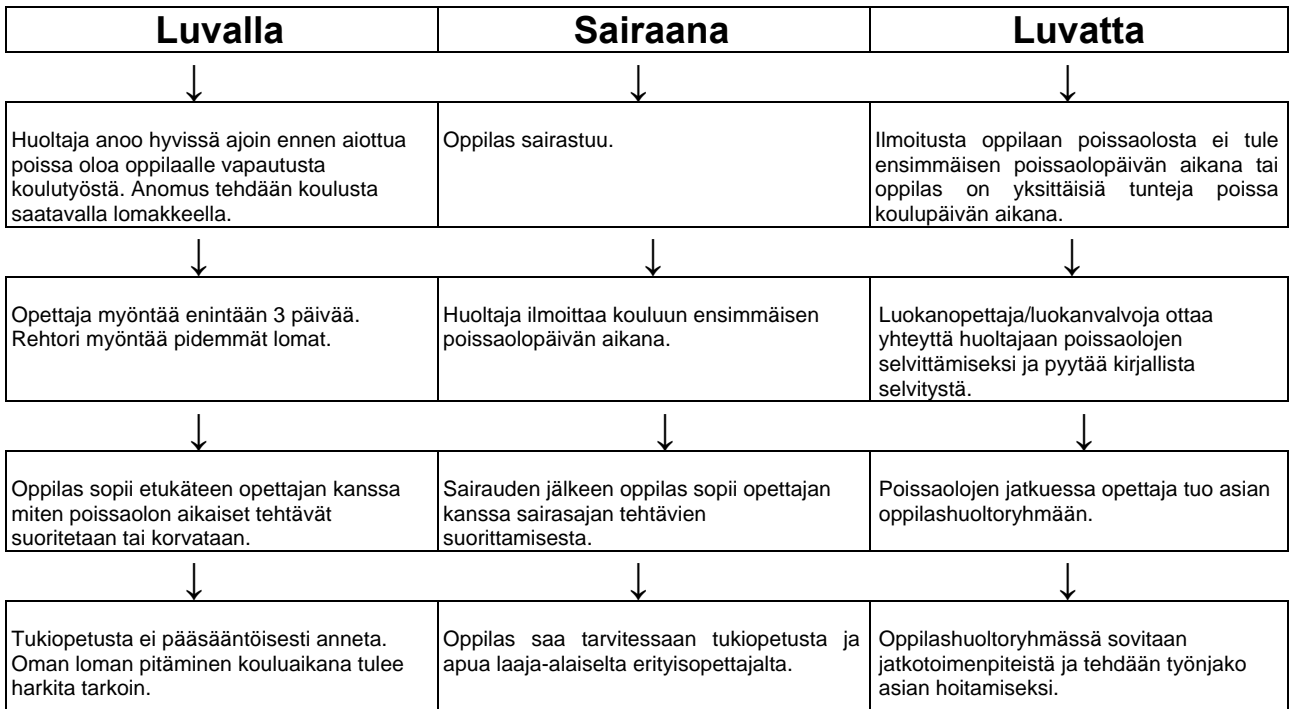 Luvalla
Sairaana
Luvatta
↓ ↓ ↓
Huoltaja anoo hyvissä ajoin ennen aiottua
poissa oloa oppilaalle vapautusta
koulutyöstä. Anomus tehdään koulusta
saatavalla lomakkeella.
Oppilas sairastuu.
Ilmoitusta oppilaan poissaolosta ei tule
ensimmäisen poissaolopäivän aikana tai
oppilas on yksittäisiä tunteja poissa
koulupäivän aikana.
↓ ↓ ↓
Opettaja myöntää enintään 3 päivää.
Rehtori myöntää pidemmät lomat.
Huoltaja ilmoittaa kouluun ensimmäisen
poissaolopäivän aikana.
Luokanopettaja/luokanvalvoja ottaa
yhteyttä huoltajaan poissaolojen
selvittämiseksi ja pyytää kirjallista
selvitystä.
↓ ↓ ↓
Oppilas sopii etukäteen opettajan kanssa
miten poissaolon aikaiset tehtävät
suoritetaan tai korvataan.
Sairauden jälkeen oppilas sopii opettajan
kanssa sairasajan tehtävien
suorittamisesta.
Poissaolojen jatkuessa opettaja tuo asian
oppilashuoltoryhmään.
↓ ↓ ↓
Tukiopetusta ei pääsääntöisesti anneta.
Oman loman pitäminen kouluaikana tulee
harkita tarkoin.
Oppilas saa tarvitessaan tukiopetusta ja
apua laaja-alaiselta erityisopettajalta.
Oppilashuoltoryhmässä sovitaan
jatkotoimenpiteistä ja tehdään työnjako
asian hoitamiseksi.